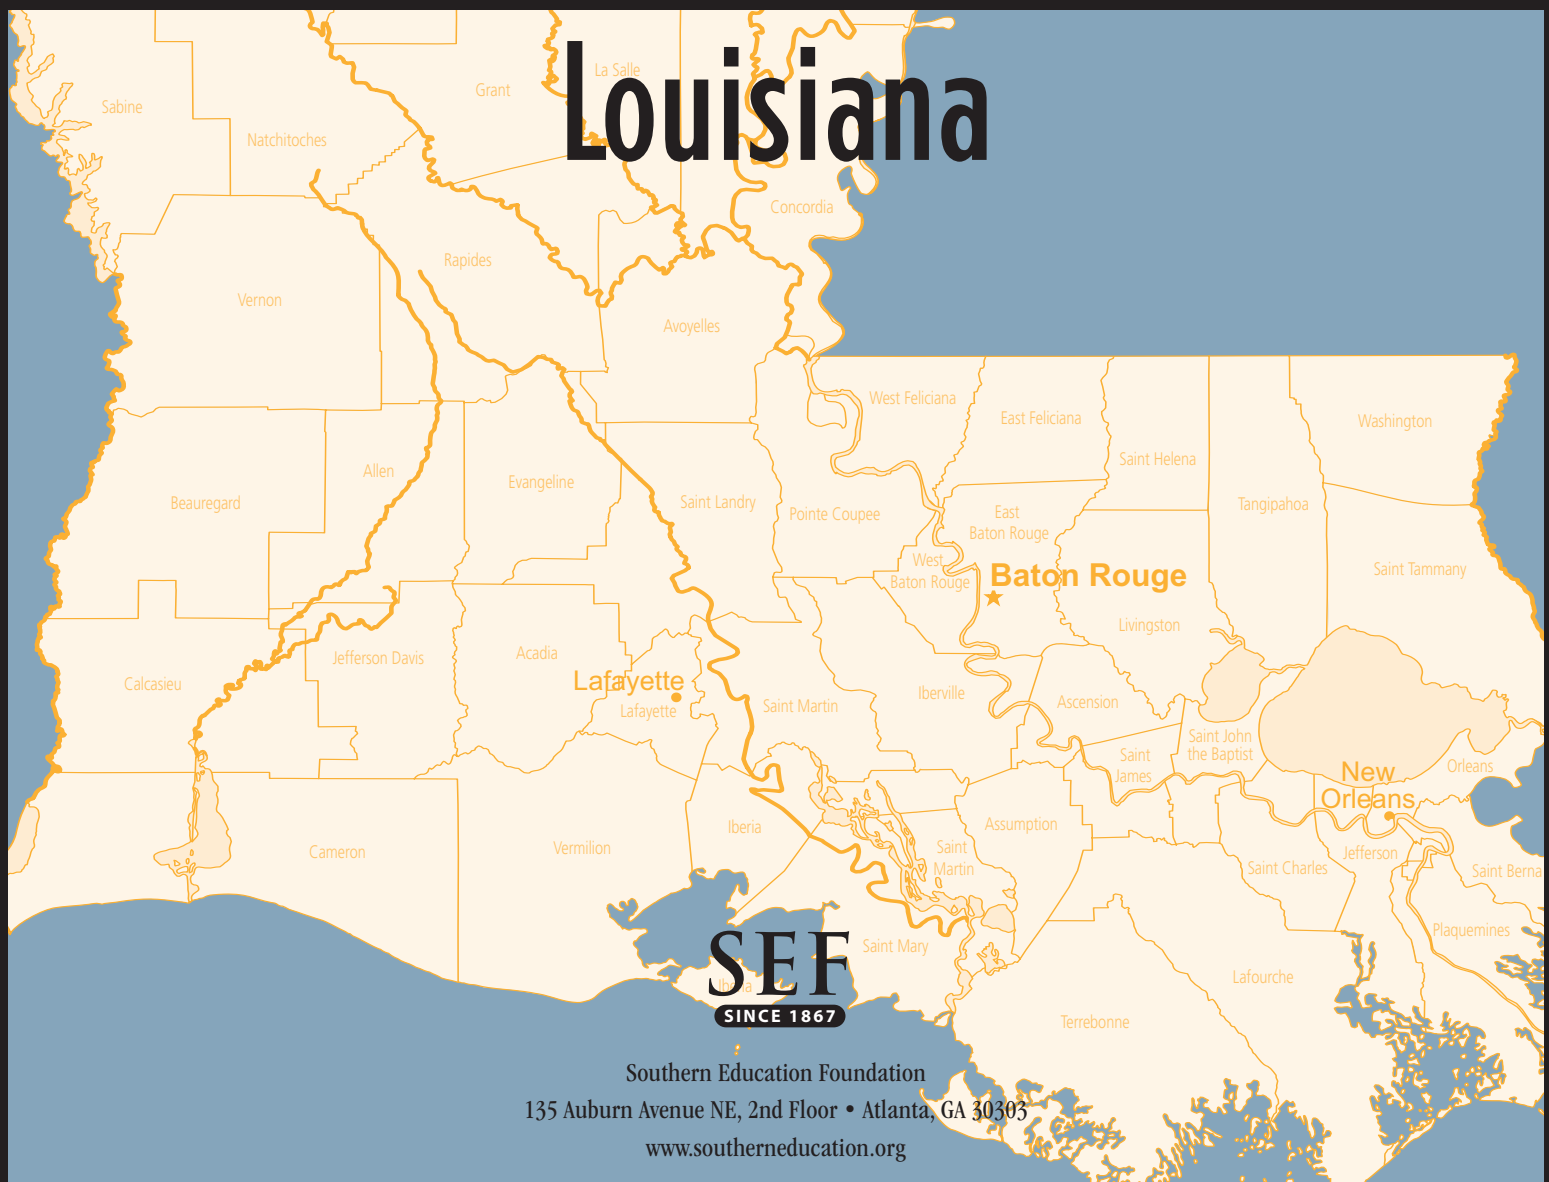 Louisiana
La Salle
Grant
Sabine
Natchitoches
Concordia
Rapides
Vernon
Avoyelles
West Feliciana
East Feliciana
Washington
Saint Helena
Allen
Evangeline
Beauregard
Saint Landry
Pointe Coupee
Tangipahoa
East
Baton Rouge
West
Baton Rouge
Baton Rouge
Saint Tammany
Livingston
Jefferson Davis
Acadia
Calcasieu
Lafayette
Lafayette
Saint Martin
Iberville
Ascension
Saint John
the Baptist
Saint
James
Orleans
New
Orleans
Iberia
Assumption
Cameron
Vermilion
Saint
Martin
Saint Charles
Jefferson
Saint Berna
Plaquemines
Saint Mary
Lafourche
Iberia
Terrebonne
SEF
SINCE 1867
Southern Education Foundation
135 Auburn Avenue NE, 2nd Floor • Atlanta, GA 30303
www.southerneducation.org